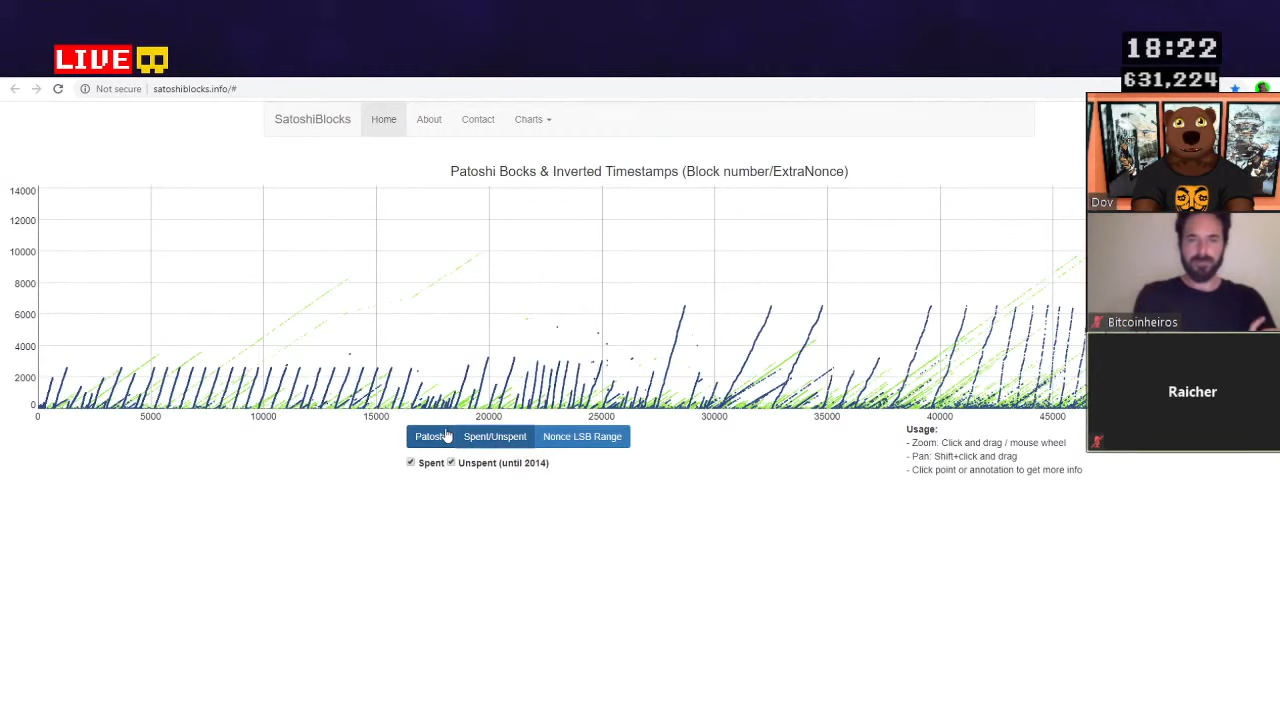 LIVE
18:22
631,224
Not secure | satoshiblocks.info/#
SatoshiBlocks Home About Contact Charts
Patoshi Bocks & Inverted Timestamps (Block number/ExtraNonce)
14000
12000
10000
8000
6000
4000
2000
0
0 5000 10000 15000 20000 25000 30000 35000 40000 45000
Spent/Unspent Nonce LSB Range
Spent Unspent (until 2014)
Usage:
- Zoom: Click and drag / mouse wheel
- Pan: Shift+click and drag
- Click point or annotation to get more info
Dov
Bitcoinheiros
Raicher